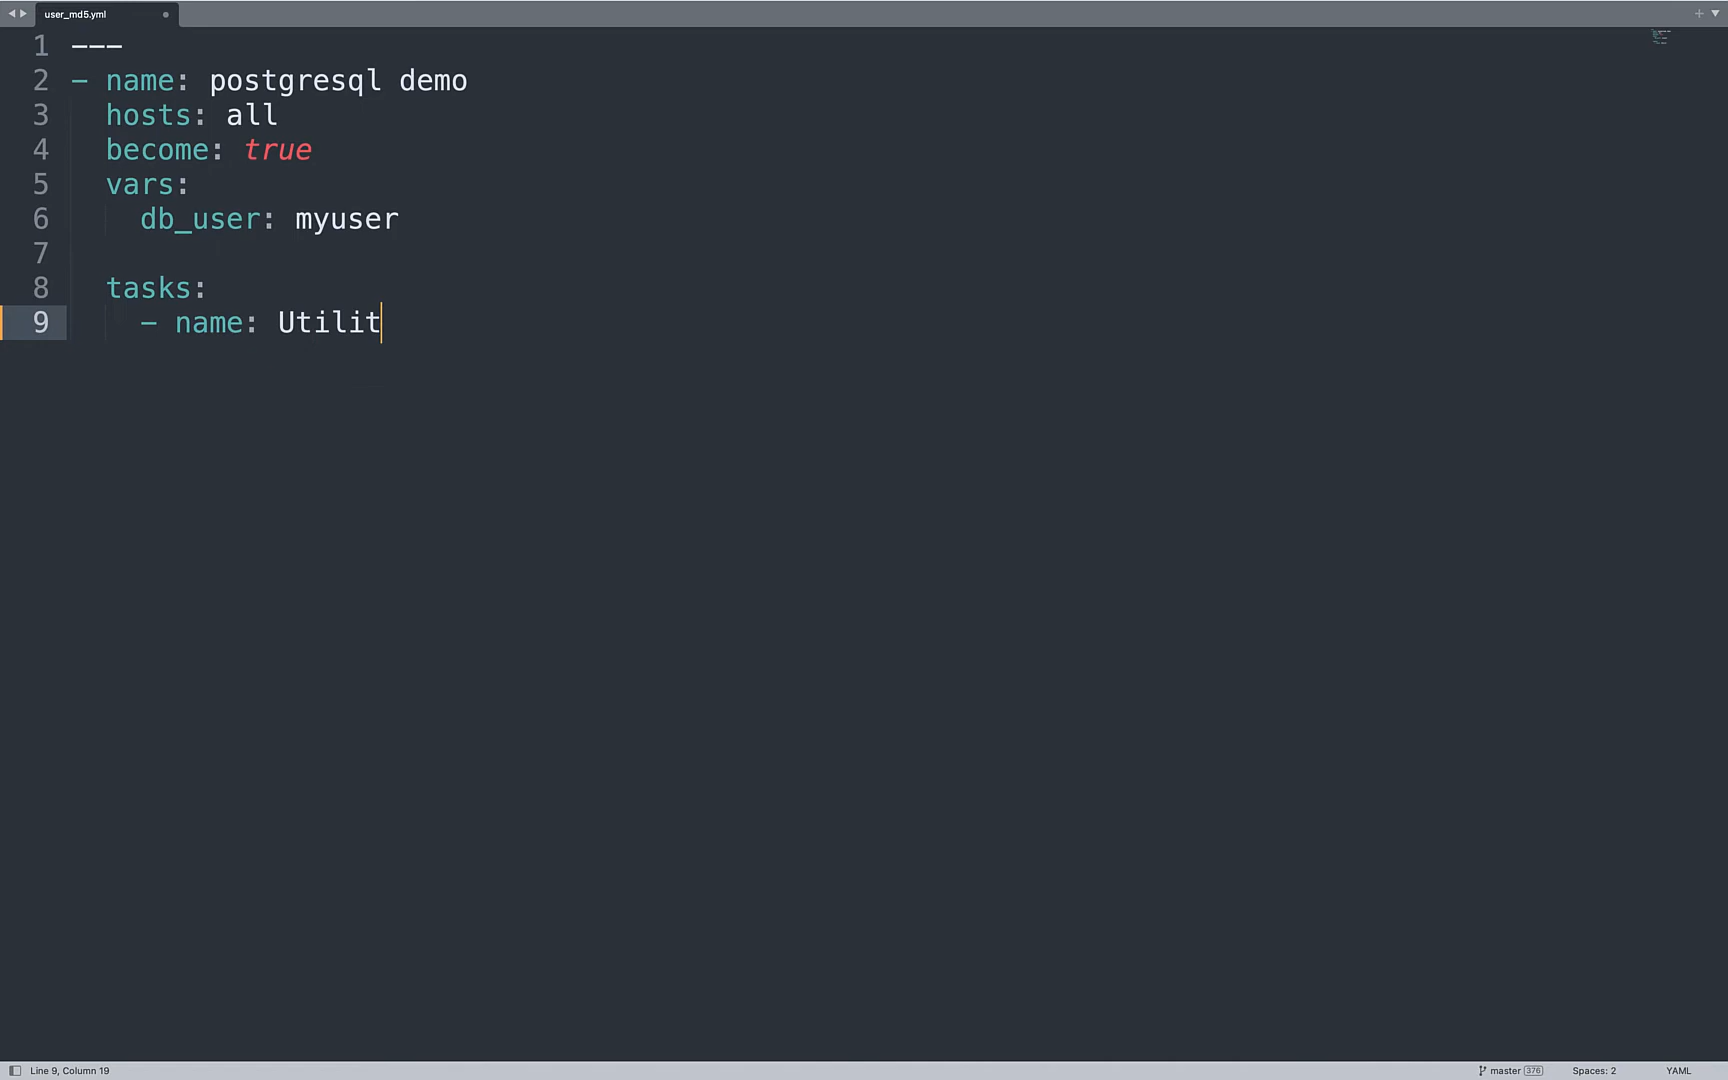 user_md5.yml
1 ---
2 - name: postgresql demo
3   hosts: all
4   become: true
5   vars:
6     db_user: myuser
7
8   tasks:
9     - name: Utilit
Line 9, Column 19
master 376
Spaces: 2
YAML